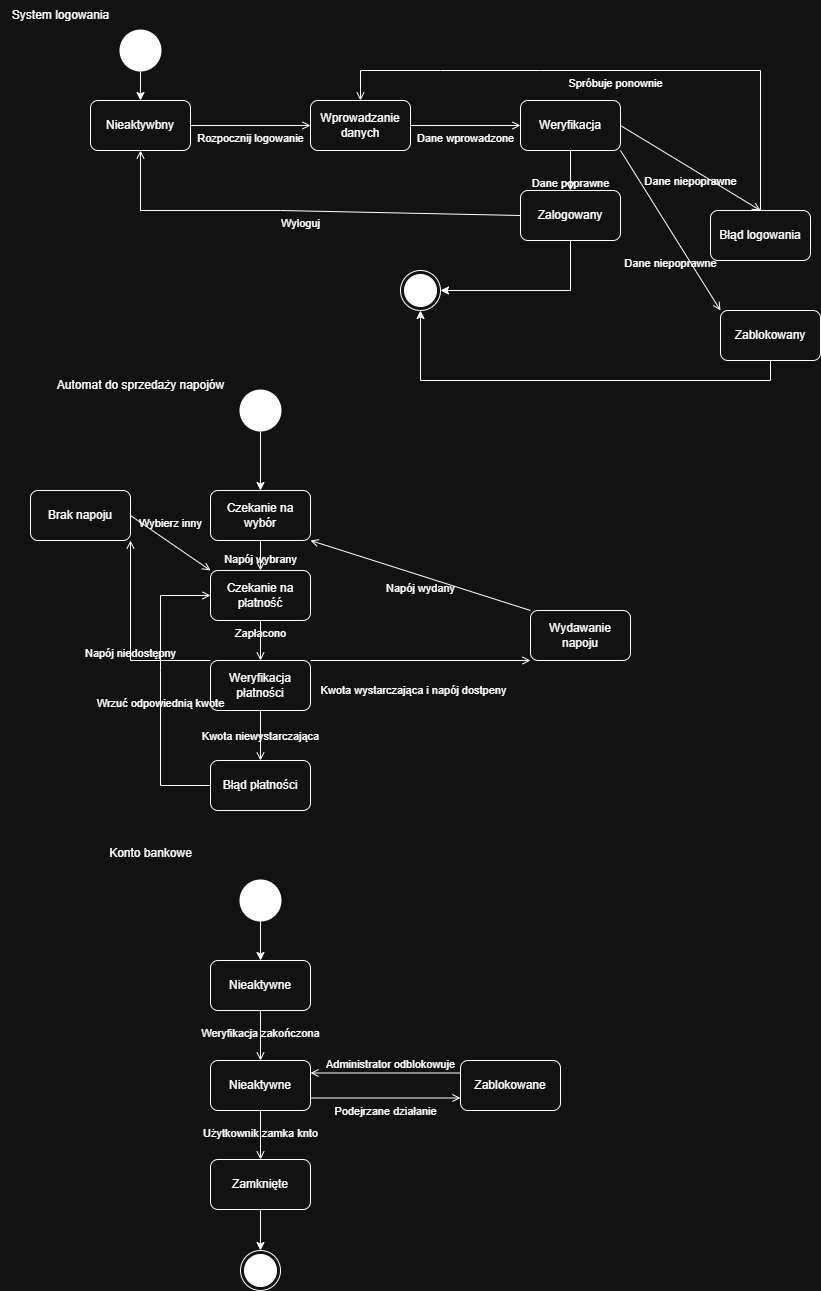 System logowania
Nieaktywbny
Rozpocnij logowanie
Wprowadzanie
danych
Dane wprowadzone
Weryfikacja
Spróbuje ponownie
Dane poprawne
Dane niepoprawne
Zalogowany
Wyloguj
Błąd logowania
Dane niepoprawne
Zablokowany
Automat do sprzedaży napojów
Brak napoju
Wybierz inny
Czekanie na
wybór
Napój wybrany
Czekanie na
płatność
Napój wydany
Zapłacono
Wydawanie
napoju
Napój niedostępny
Weryfikacja
płatności
Kwota wystarczająca i napój dostpeny
Wrzuć odpowiednią kwote
Kwota niewystarczająca
Błąd płatności
Konto bankowe
Nieaktywne
Weryfikacja zakończona
Nieaktywne
Administrator odblokowuje
Zablokowane
Podejrzane działanie
Użytkownik zamka knto
Zamknięte